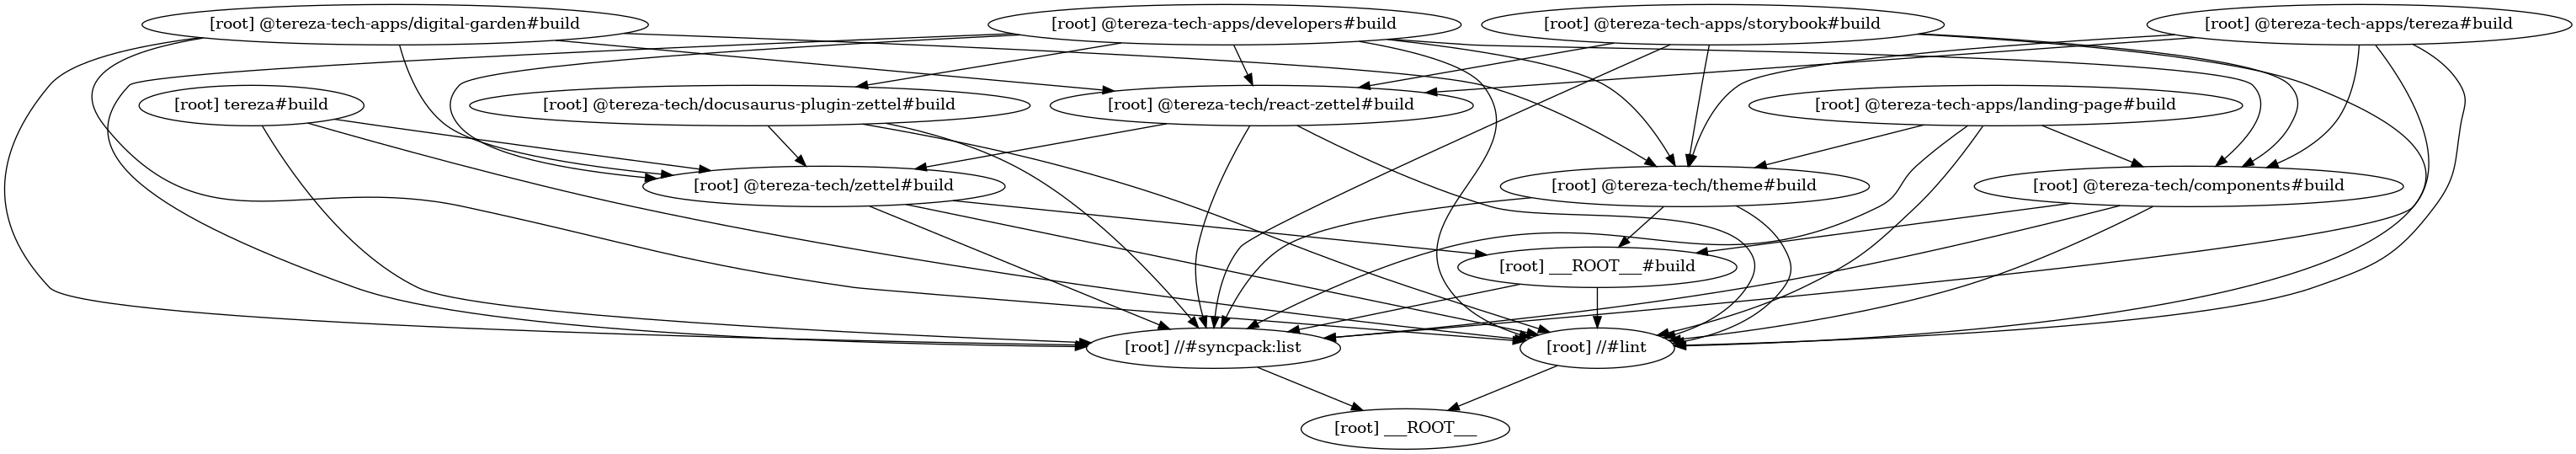 [root] @tereza-tech-apps/digital-garden#build
[root] @tereza-tech-apps/developers#build
[root] @tereza-tech-apps/storybook#build
[root] @tereza-tech-apps/tereza#build
[root] tereza#build
[root] @tereza-tech/docusaurus-plugin-zettel#build
[root] @tereza-tech/react-zettel#build
[root] @tereza-tech-apps/landing-page#build
[root] @tereza-tech/zettel#build
[root] @tereza-tech/theme#build
[root] @tereza-tech/components#build
[root] ___ROOT___#build
[root] //#syncpack:list
[root] //#lint
[root] ___ROOT___